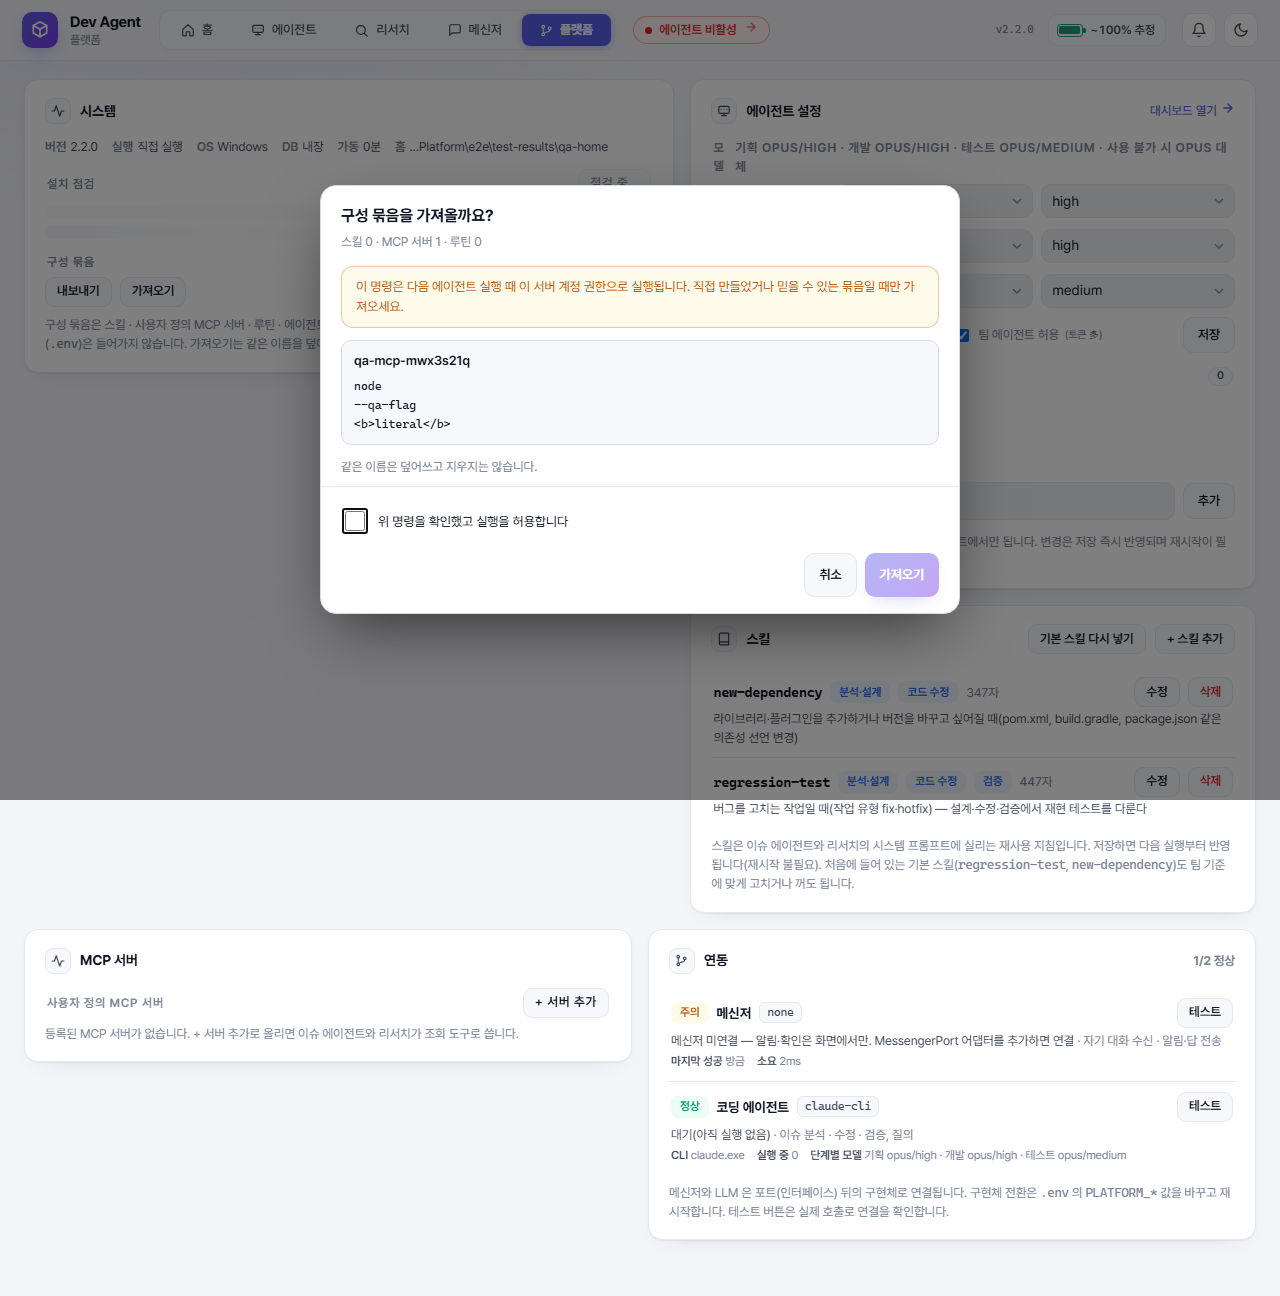 Dev Agent
플랫폼
홈
에이전트
리서치
메신저
플랫폼
에이전트 비활성
v2.2.0
~100% 추정
시스템
버전 2.2.0 실행 직접 실행 OS Windows DB 내장 가동 0분 홈 …Platform\e2e\test-results\qa-home
설치 점검
점검 중
구성 묶음
내보내기
가져오기
구성 묶음은 스킬 · 사용자 정의 MCP 서버 · 루틴 · 에이전트
(.env)은 들어가지 않습니다. 가져오기는 같은 이름을 덮어
에이전트 설정
대시보드 열기
모델
기획 OPUS/HIGH · 개발 OPUS/HIGH · 테스트 OPUS/MEDIUM · 사용 불가 시 OPUS 대체
high
high
medium
팀 에이전트 허용 (토큰 多)
저장
0
추가
트에서만 됩니다. 변경은 저장 즉시 반영되며 재시작이 필
구성 묶음을 가져올까요?
스킬 0 · MCP 서버 1 · 루틴 0
이 명령은 다음 에이전트 실행 때 이 서버 계정 권한으로 실행됩니다. 직접 만들었거나 믿을 수 있는 묶음일 때만 가
져오세요.
qa-mcp-mwx3s21q
node
--qa-flag
<b>literal</b>
같은 이름은 덮어쓰고 지우지는 않습니다.
위 명령을 확인했고 실행을 허용합니다
취소
가져오기
스킬
기본 스킬 다시 넣기
+ 스킬 추가
new-dependency 분석·설계 코드 수정 347자
수정
삭제
라이브러리·플러그인을 추가하거나 버전을 바꾸고 싶어질 때(pom.xml, build.gradle, package.json 같은
의존성 선언 변경)
regression-test 분석·설계 코드 수정 검증 447자
수정
삭제
버그를 고치는 작업일 때(작업 유형 fix·hotfix) — 설계·수정·검증에서 재현 테스트를 다룬다
스킬은 이슈 에이전트와 리서치의 시스템 프롬프트에 실리는 재사용 지침입니다. 저장하면 다음 실행부터 반영
됩니다(재시작 불필요). 처음에 들어 있는 기본 스킬(regression-test, new-dependency)도 팀 기준
에 맞게 고치거나 꺼도 됩니다.
MCP 서버
사용자 정의 MCP 서버
+ 서버 추가
등록된 MCP 서버가 없습니다. + 서버 추가로 올리면 이슈 에이전트와 리서치가 조회 도구로 씁니다.
연동
1/2 정상
주의 메신저 none
테스트
메신저 미연결 — 알림·확인은 화면에서만. MessengerPort 어댑터를 추가하면 연결 · 자기 대화 수신 · 알림·답 전송
마지막 성공 방금 소요 2ms
정상 코딩 에이전트 claude-cli
테스트
대기(아직 실행 없음) · 이슈 분석 · 수정 · 검증, 질의
CLI claude.exe 실행 중 0 단계별 모델 기획 opus/high · 개발 opus/high · 테스트 opus/medium
메신저와 LLM 은 포트(인터페이스) 뒤의 구현체로 연결됩니다. 구현체 전환은 .env 의 PLATFORM_* 값을 바꾸고 재
시작합니다. 테스트 버튼은 실제 호출로 연결을 확인합니다.